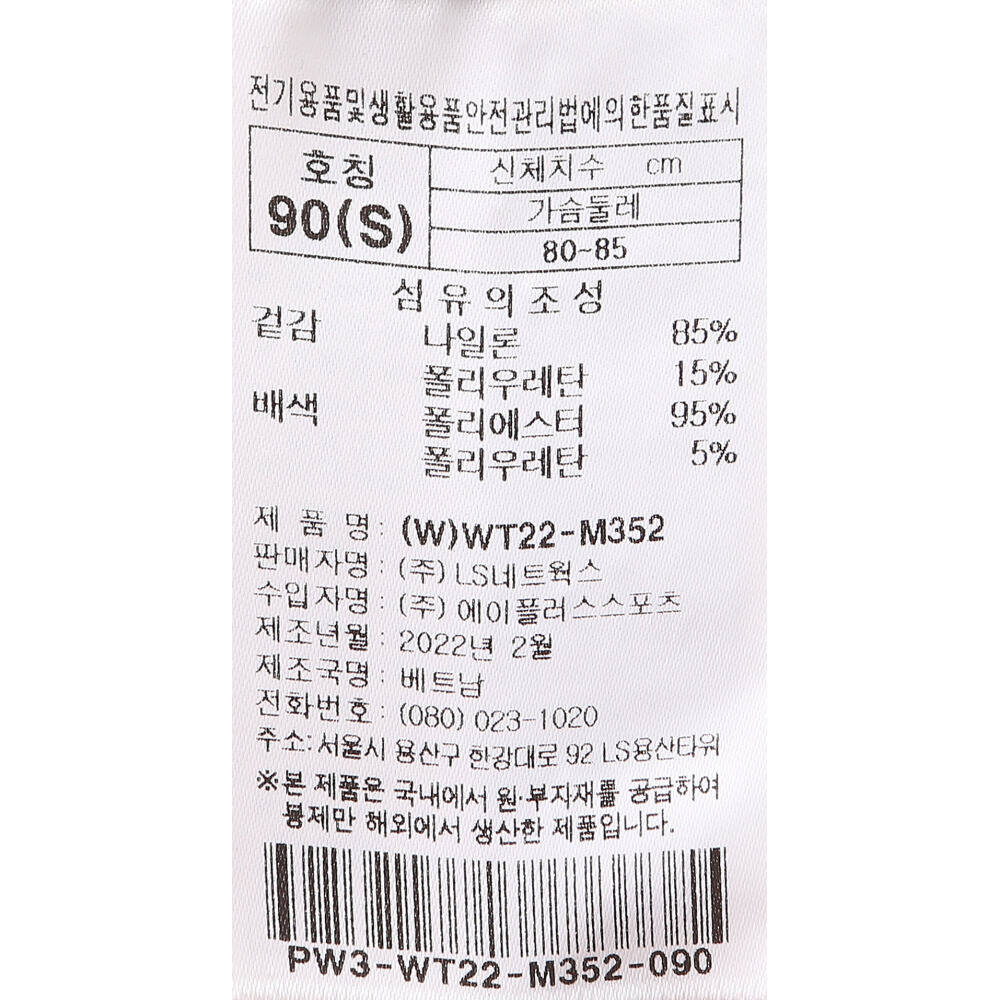 전기용품및생활용품안전관리법에의한품질표시
호칭 신체치수 cm
90(S) 가슴둘레
80~85
섬유의조성
겉감 나일론 85%
폴리우레탄 15%
배색 폴리에스터 95%
폴리우레탄 5%
제 품 명 : (W)WT22-M352
판매자명 : (주) LS네트웍스
수입자명 : (주) 에이플러스스포츠
제조년월 : 2022년 2월
제조국명 : 베트남
전화번호 : (080) 023-1020
주소: 서울시 용산구 한강대로 92 LS용산타워
※본 제품은 국내에서 원·부자재를 공급하여
봉제만 해외에서 생산한 제품입니다.
PW3-WT22-M352-090